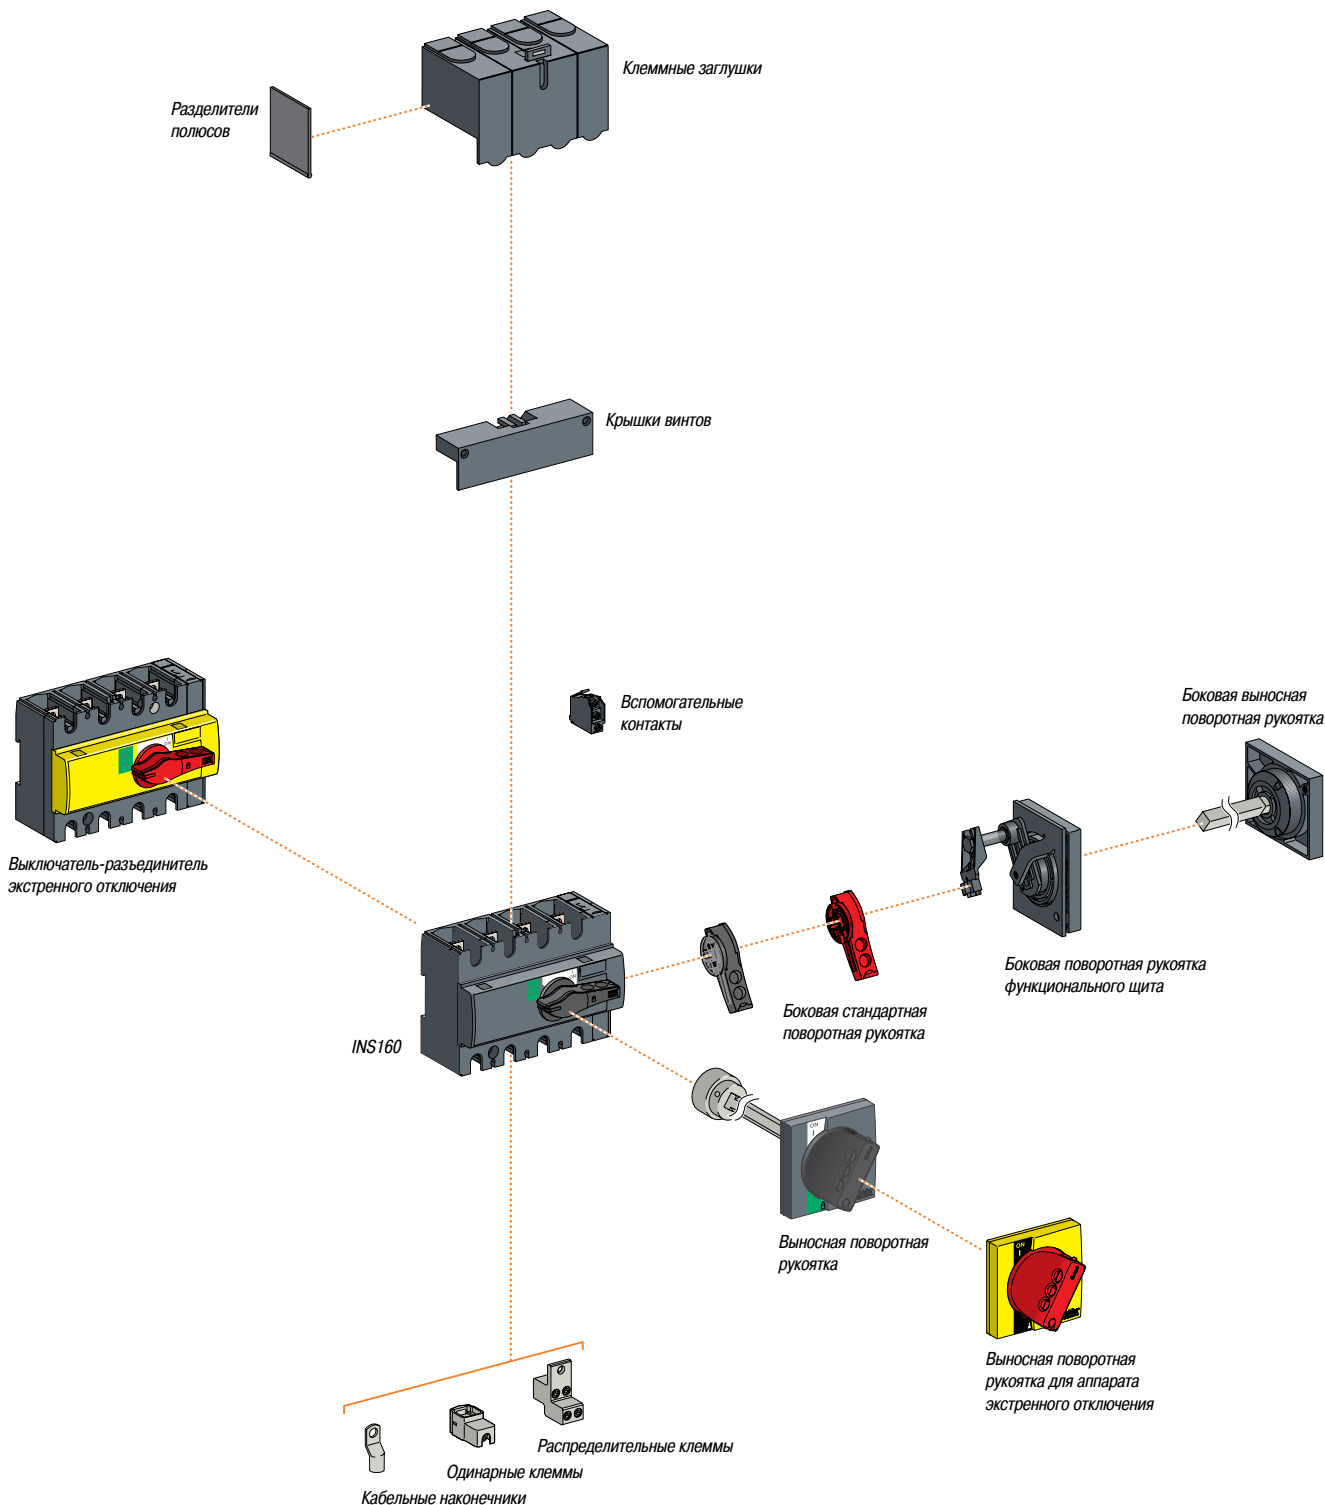 Клеммные заглушки
Разделители
полюсов
Крышки винтов
Вспомогательные
контакты
Боковая выносная
поворотная рукоятка
Выключатель-разъединитель
экстренного отключения
Боковая поворотная рукоятка
функционального щита
Боковая стандартная
поворотная рукоятка
INS160
ON
I
Выносная поворотная
рукоятка
ON
I
Выносная поворотная
рукоятка для аппарата
экстренного отключения
Распределительные клеммы
Одинарные клеммы
Кабельные наконечники